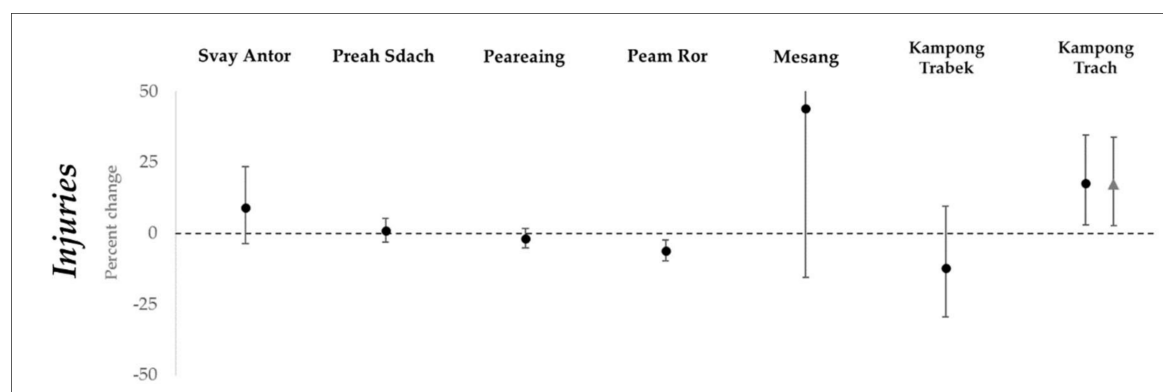 Svay Antor
Preah Sdach
Peareaing
Peam Ror
Mesang
Kampong
Trabek
Kampong
Trach
Injuries
Percent change
50
25
0
-25
-50